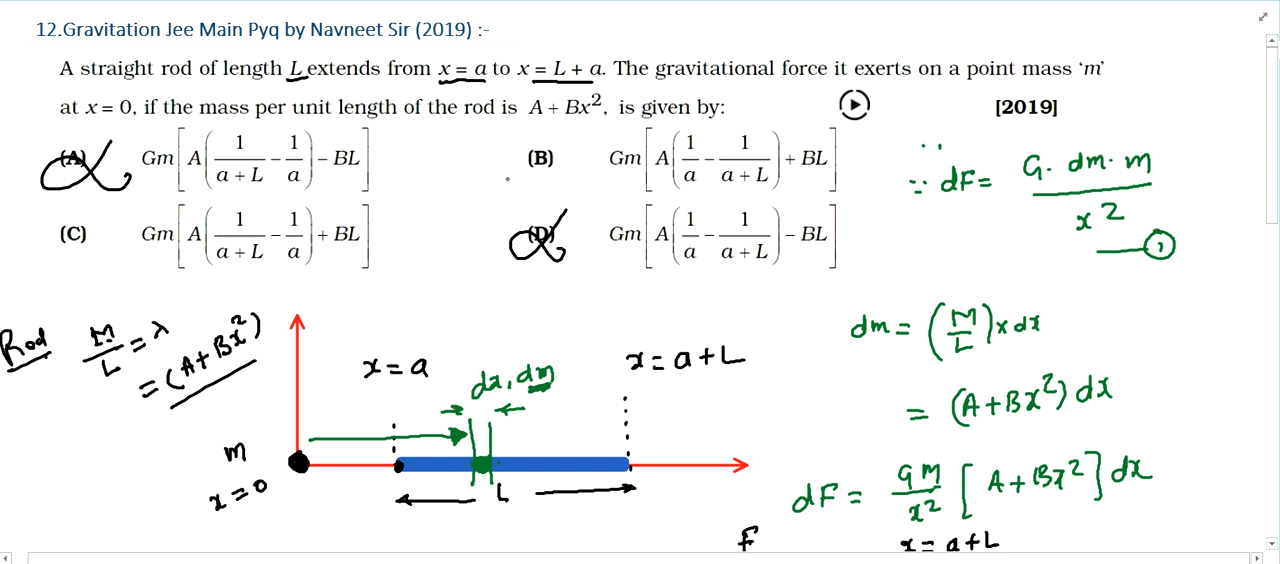 12.Gravitation Jee Main Pyq by Navneet Sir (2019) :-
A straight rod of length L extends from x = a to x = L + a. The gravitational force it exerts on a point mass ‘m’
at x = 0, if the mass per unit length of the rod is A + Bx², is given by: [2019]
(A) Gm[A(1/(a + L) − 1/a) − BL] (B) Gm[A(1/a − 1/(a + L)) + BL]
(C) Gm[A(1/(a + L) − 1/a) + BL] (D) Gm[A(1/a − 1/(a + L)) − BL]
∵ dF = G. dm. m / x²
①
Rod M/L = λ
= (A + Bx²)
x = a
dx, dm
x = a + L
m
x = 0
L
dm = (M/L) x dx
= (A + Bx²) dx
dF = GM/x² [A + Bx²] dx
F
x = a + L